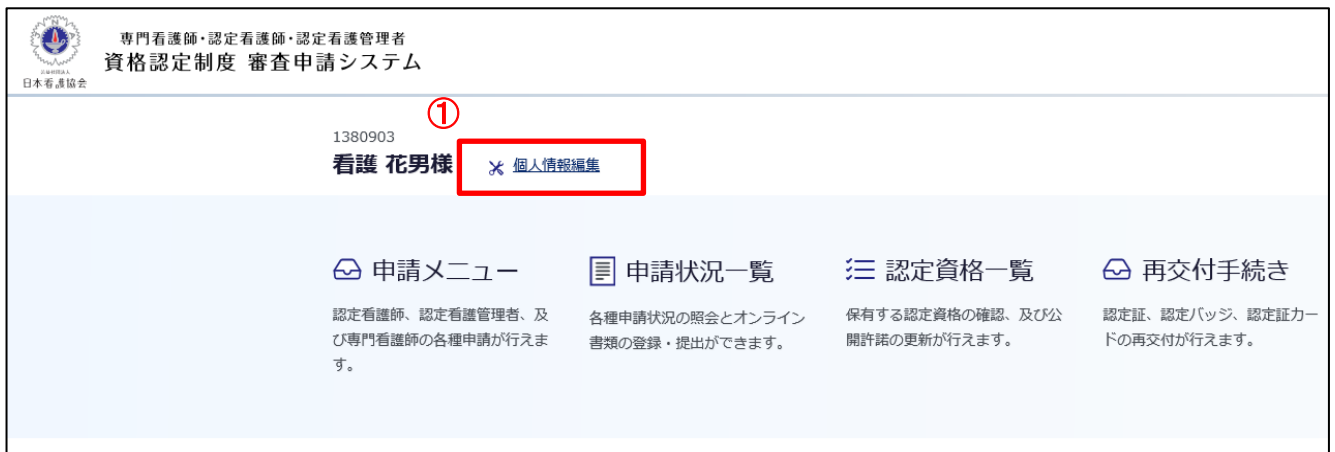 専門看護師・認定看護師・認定看護管理者
資格認定制度 審査申請システム
日本看護協会
①
1380903
看護 花男様
個人情報編集
申請メニュー
認定看護師、認定看護管理者、及
び専門看護師の各種申請が行えま
す。
申請状況一覧
各種申請状況の照会とオンライン
書類の登録・提出ができます。
認定資格一覧
保有する認定資格の確認、及び公
開許諾の更新が行えます。
再交付手続き
認定証、認定バッジ、認定証カー
ドの再交付が行えます。